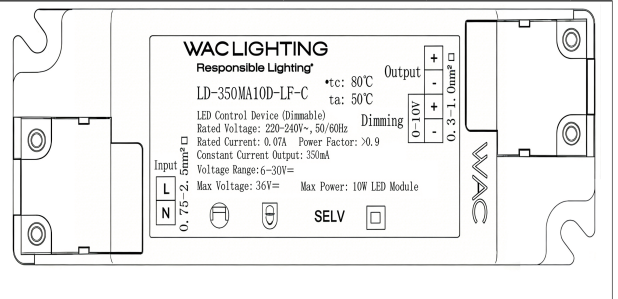 WAC LIGHTING
Responsible Lighting®
•tc: 80℃
LD-350MA10D-LF-C
ta: 50℃
LED Control Device (Dimmable)
Rated Voltage: 220-240V~, 50/60Hz
Rated Current: 0.07A Power Factor: >0.9
Constant Current Output: 350mA
Voltage Range: 6-30V=
Max Voltage: 36V= Max Power: 10W LED Module
SELV
Input
L
N
0.75-2.5nm²
Output
+
-
Dimming
0-10V
+
-
0.3-1.0nm²
WAC